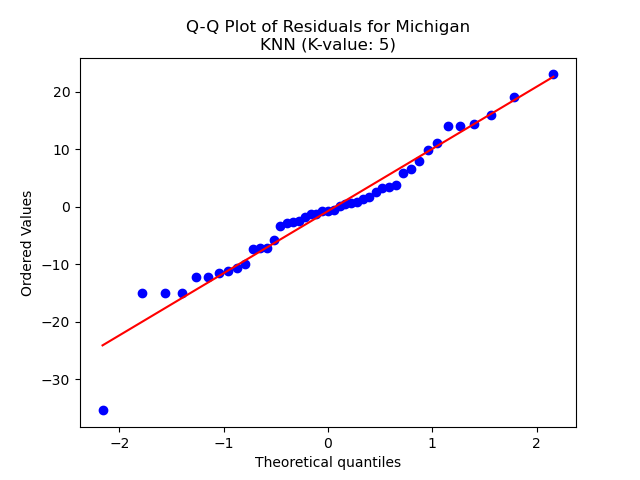 Q-Q Plot of Residuals for Michigan
KNN (K-value: 5)
20
10
0
−10
−20
−30
Ordered Values
−2
−1
0
1
2
Theoretical quantiles